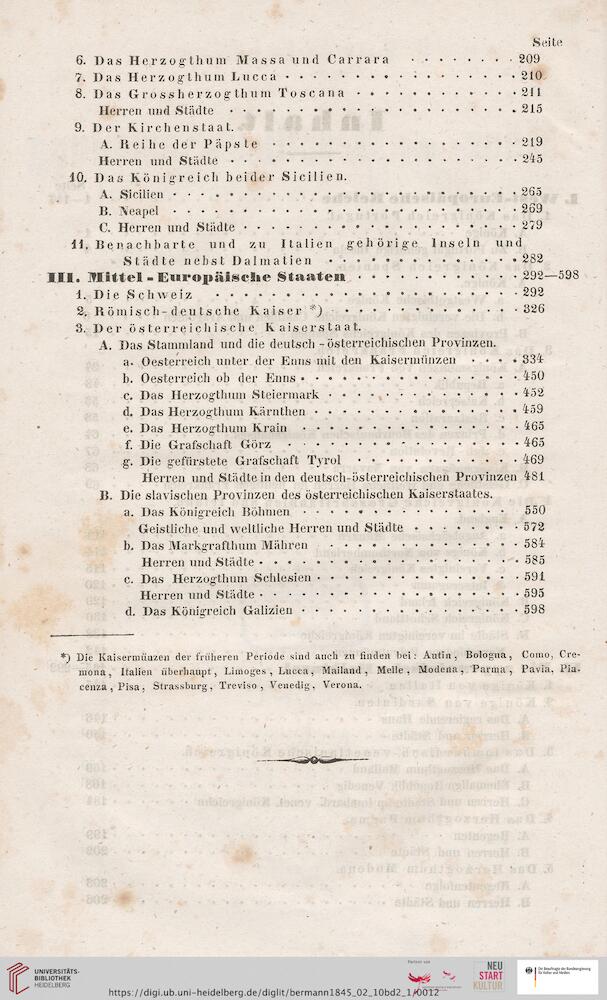 Seite
6. Das Herzogthum Massa und Carrara 209
7. Das Herzogthum Lucca 210
8. Das Grossherzogthum Toscana 211
Herren und Städte 215
9. Der Kirchenstaat.
A. Reihe der Päpste 219
Herren und Städte 245
10. Das Königreich beider Sicilien.
A. Sicilien 265
B. Neapel 269
C. Herren und Städte 279
11. Benachbarte und zu Italien gehörige Inseln und
Städte nebst Dalmatien 282
III. Mittel-Europäische Staaten 292—598
1. Die Schweiz 292
2. Römisch-deutsche Kaiser *) 326
3. Der österreichische Kaiserstaat.
A. Das Stammland und die deutsch-österreichischen Provinzen.
a. Oesterreich unter der Enns mit den Kaisermünzen 334
b. Oesterreich ob der Enns 450
c. Das Herzogthum Steiermark 452
d. Das Herzogthum Kärnthen 459
e. Das Herzogthum Krain 465
f. Die Grafschaft Görz 465
g. Die gefürstete Grafschaft Tyrol 469
Herren und Städte in den deutsch-österreichischen Provinzen 481
B. Die slavischen Provinzen des österreichischen Kaiserstaates.
a. Das Königreich Böhmen 550
Geistliche und weltliche Herren und Städte 572
b. Das Markgrafthum Mähren 584
Herren und Städte 585
c. Das Herzogthum Schlesien 591
Herren und Städte 595
d. Das Königreich Galizien 598
*) Die Kaisermünzen der früheren Periode sind auch zu finden bei: Antin, Bologna, Como, Cre-
mona, Italien überhaupt, Limoges, Lucca, Mailand, Melle, Modena, Parma, Pavia, Pia-
cenza, Pisa, Strassburg, Treviso, Venedig, Verona.
UNIVERSITÄTS-
BIBLIOTHEK
HEIDELBERG
https://digi.ub.uni-heidelberg.de/diglit/bermann1845_02_10bd2_1/0012
NEU
START
KULTUR